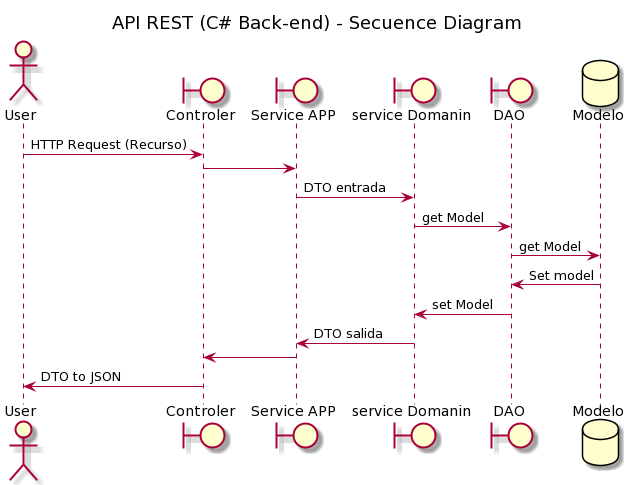 API REST (C# Back-end) - Secuence Diagram
User Controler Service APP service Domanin DAO Modelo
HTTP Request (Recurso)
DTO entrada
get Model
get Model
Set model
set Model
DTO salida
DTO to JSON
User Controler Service APP service Domanin DAO Modelo